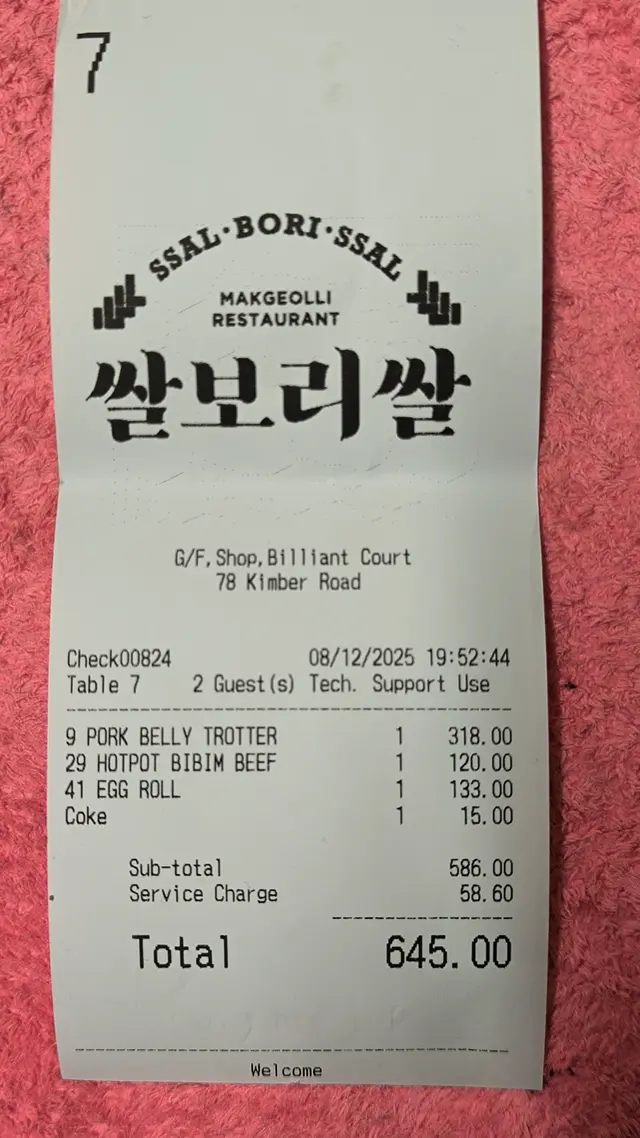 7
SSAL·BORI·SSAL
MAKGEOLLI
RESTAURANT
쌀보리쌀
G/F,Shop,Billiant Court
78 Kimber Road
Check00824 08/12/2025 19:52:44
Table 7 2 Guest(s) Tech. Support Use
9 PORK BELLY TROTTER 1 318.00
29 HOTPOT BIBIM BEEF 1 120.00
41 EGG ROLL 1 133.00
Coke 1 15.00
Sub-total 586.00
Service Charge 58.60
Total 645.00
Welcome